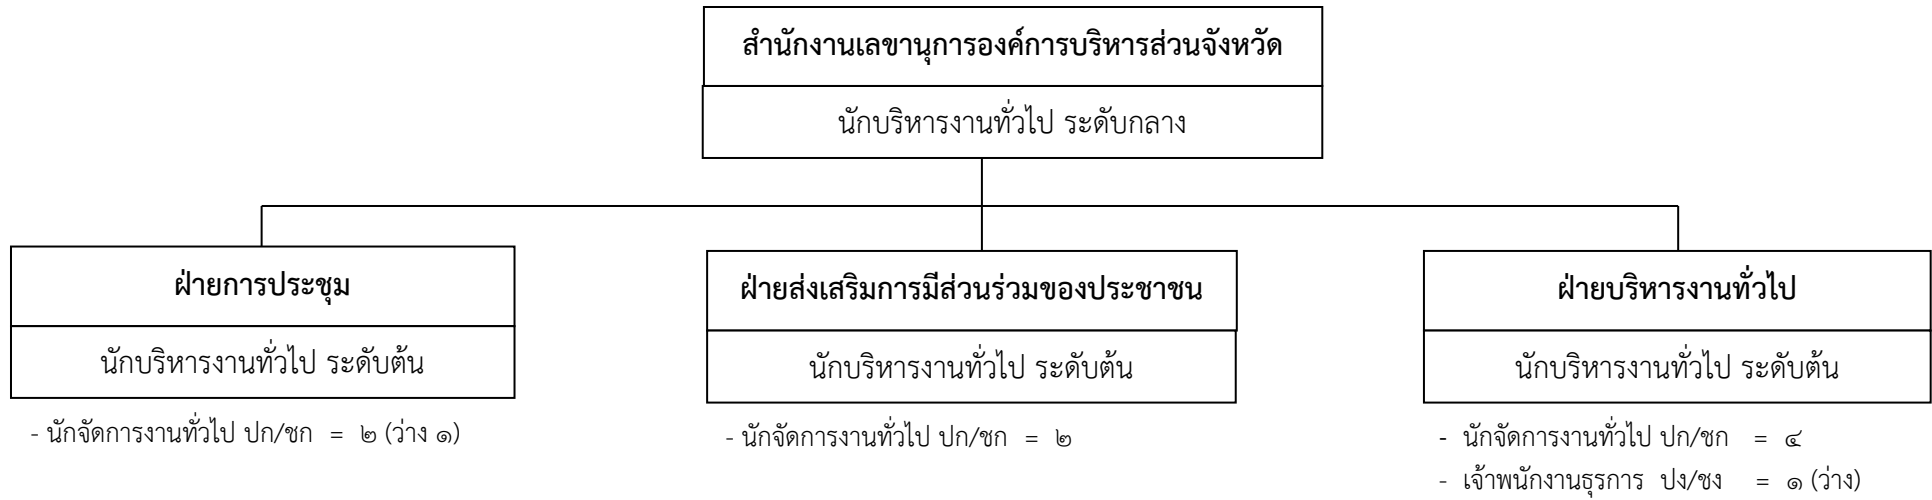 สำนักงานเลขานุการองค์การบริหารส่วนจังหวัด
นักบริหารงานทั่วไป ระดับกลาง
ฝ่ายการประชุม
นักบริหารงานทั่วไป ระดับต้น
- นักจัดการงานทั่วไป ปก/ชก = ๒ (ว่าง ๑)
ฝ่ายส่งเสริมการมีส่วนร่วมของประชาชน
นักบริหารงานทั่วไป ระดับต้น
- นักจัดการงานทั่วไป ปก/ชก = ๒
ฝ่ายบริหารงานทั่วไป
นักบริหารงานทั่วไป ระดับต้น
- นักจัดการงานทั่วไป ปก/ชก = ๔
- เจ้าพนักงานธุรการ ปง/ชง = ๑ (ว่าง)